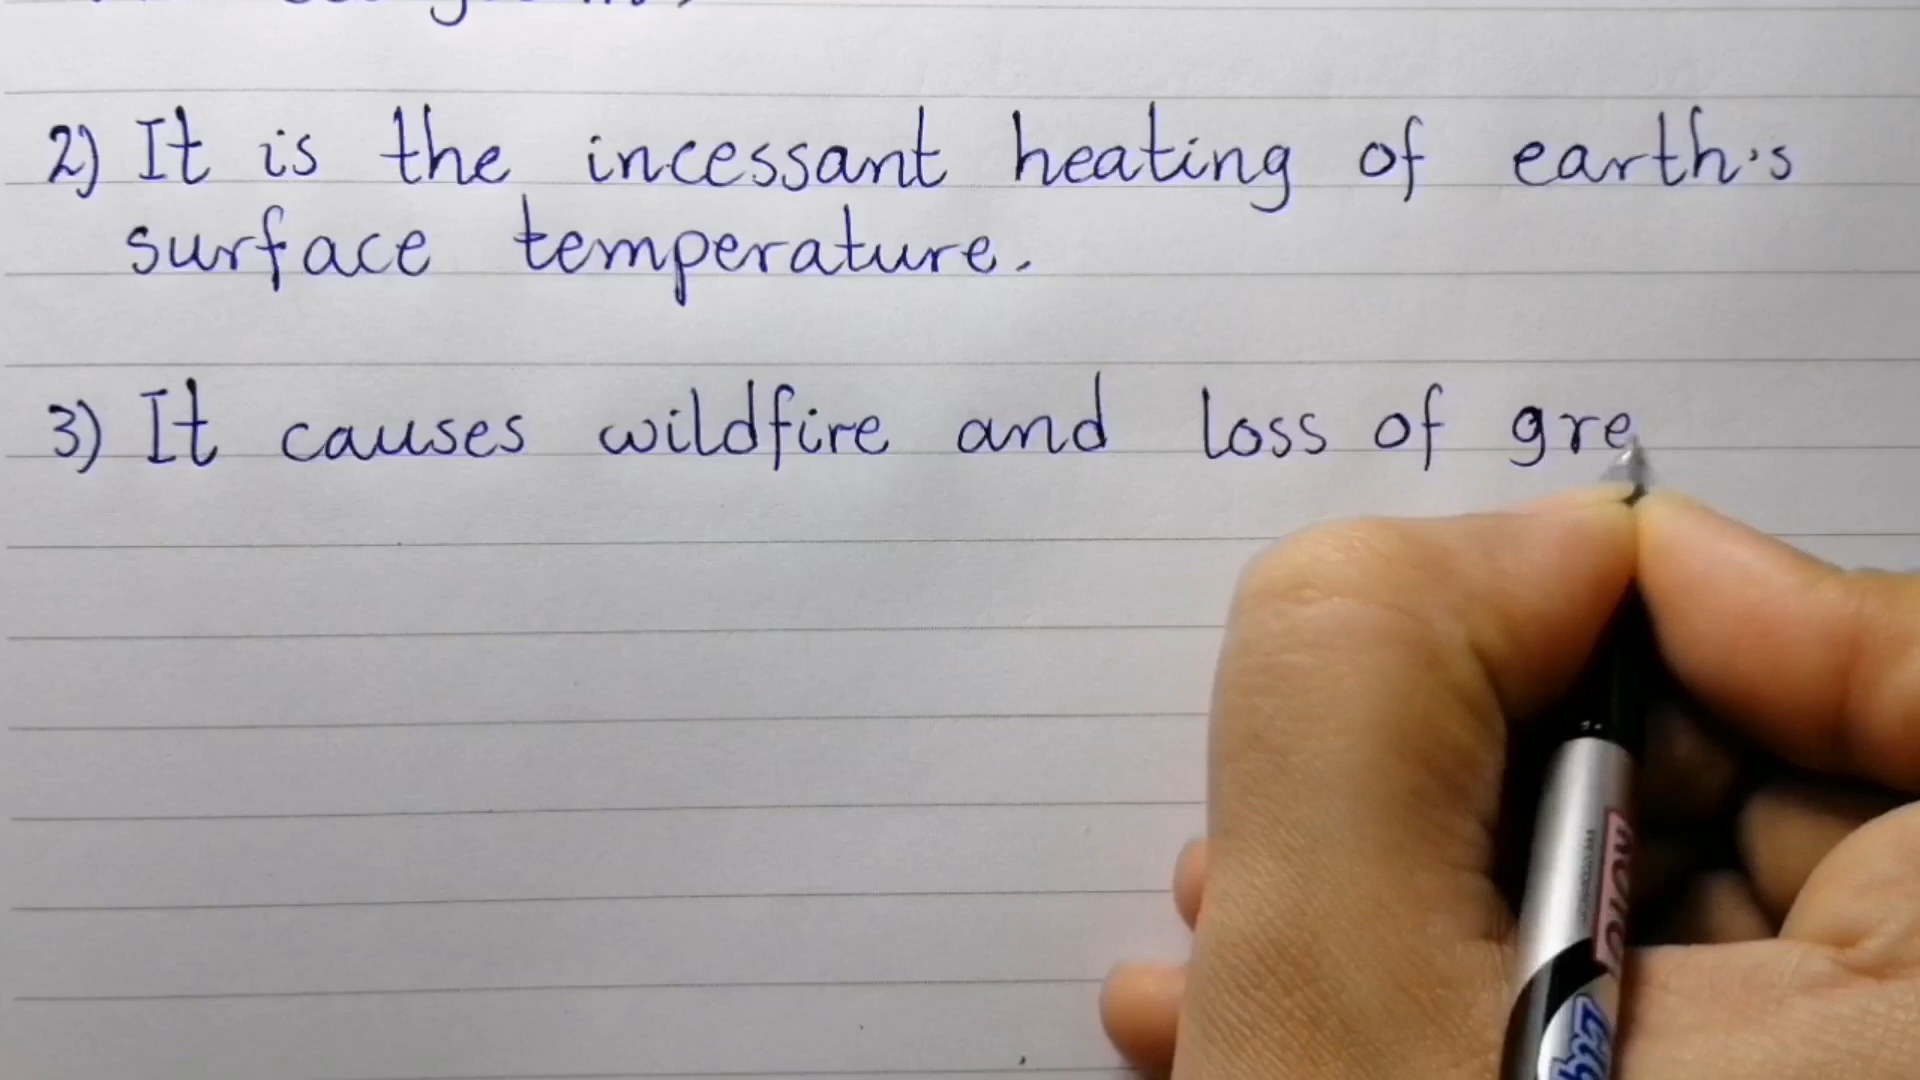 2) It is the incessant heating of earth's
surface temperature.
3) It causes wildfire and loss of gre